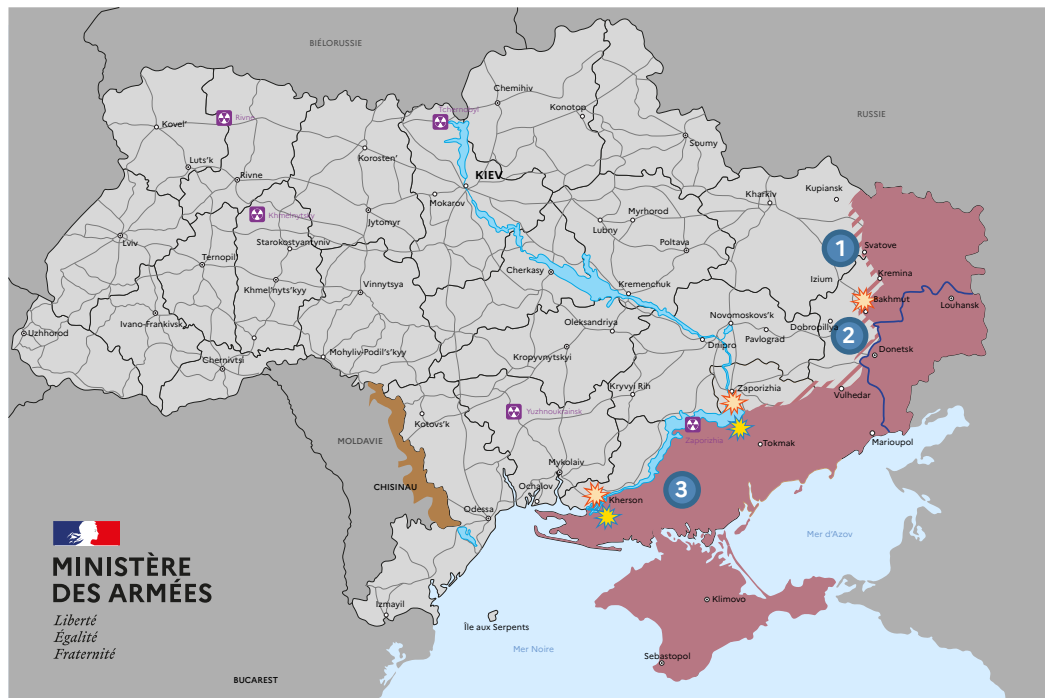 BIÉLORUSSIE
RUSSIE
Chemihiv
Konotop
Tchernobyl
Rivne
Kovel'
Soumy
Korosten'
Luts'k
KIEV
Rivne
Kharkiv
Kupiansk
Mokarov
Khmelnytsky
Jytomyr
Myrhorod
Lubny
Lviv
Starokostyantyniv
Poltava
1
Svatove
Ternopil
Cherkasy
Izium
Kremina
Khmel'nyts'kyy
Vinnytsya
Kremenchuk
Bakhmut
Louhansk
Ivano-Frankivsk
Oleksandriya
Novomoskovs'k
Dobropillya
2
Uzhhorod
Pavlograd
Dnipro
Donetsk
Chernivtsi
Mohyliv-Podil's'kyy
Kropyvnytskyi
Kryvyi Rih
Zaporizhia
Vulhedar
Yuzhnoukrainsk
Kotovs'k
MOLDAVIE
Zaporizhia
Tokmak
Marioupol
Mykolaiv
CHISINAU
Ochalov
3
Kherson
Odessa
Mer d'Azov
MINISTÈRE
DES ARMÉES
Liberté
Égalité
Fraternité
Izmayil
Île aux Serpents
Klimovo
Mer Noire
Sebastopol
BUCAREST